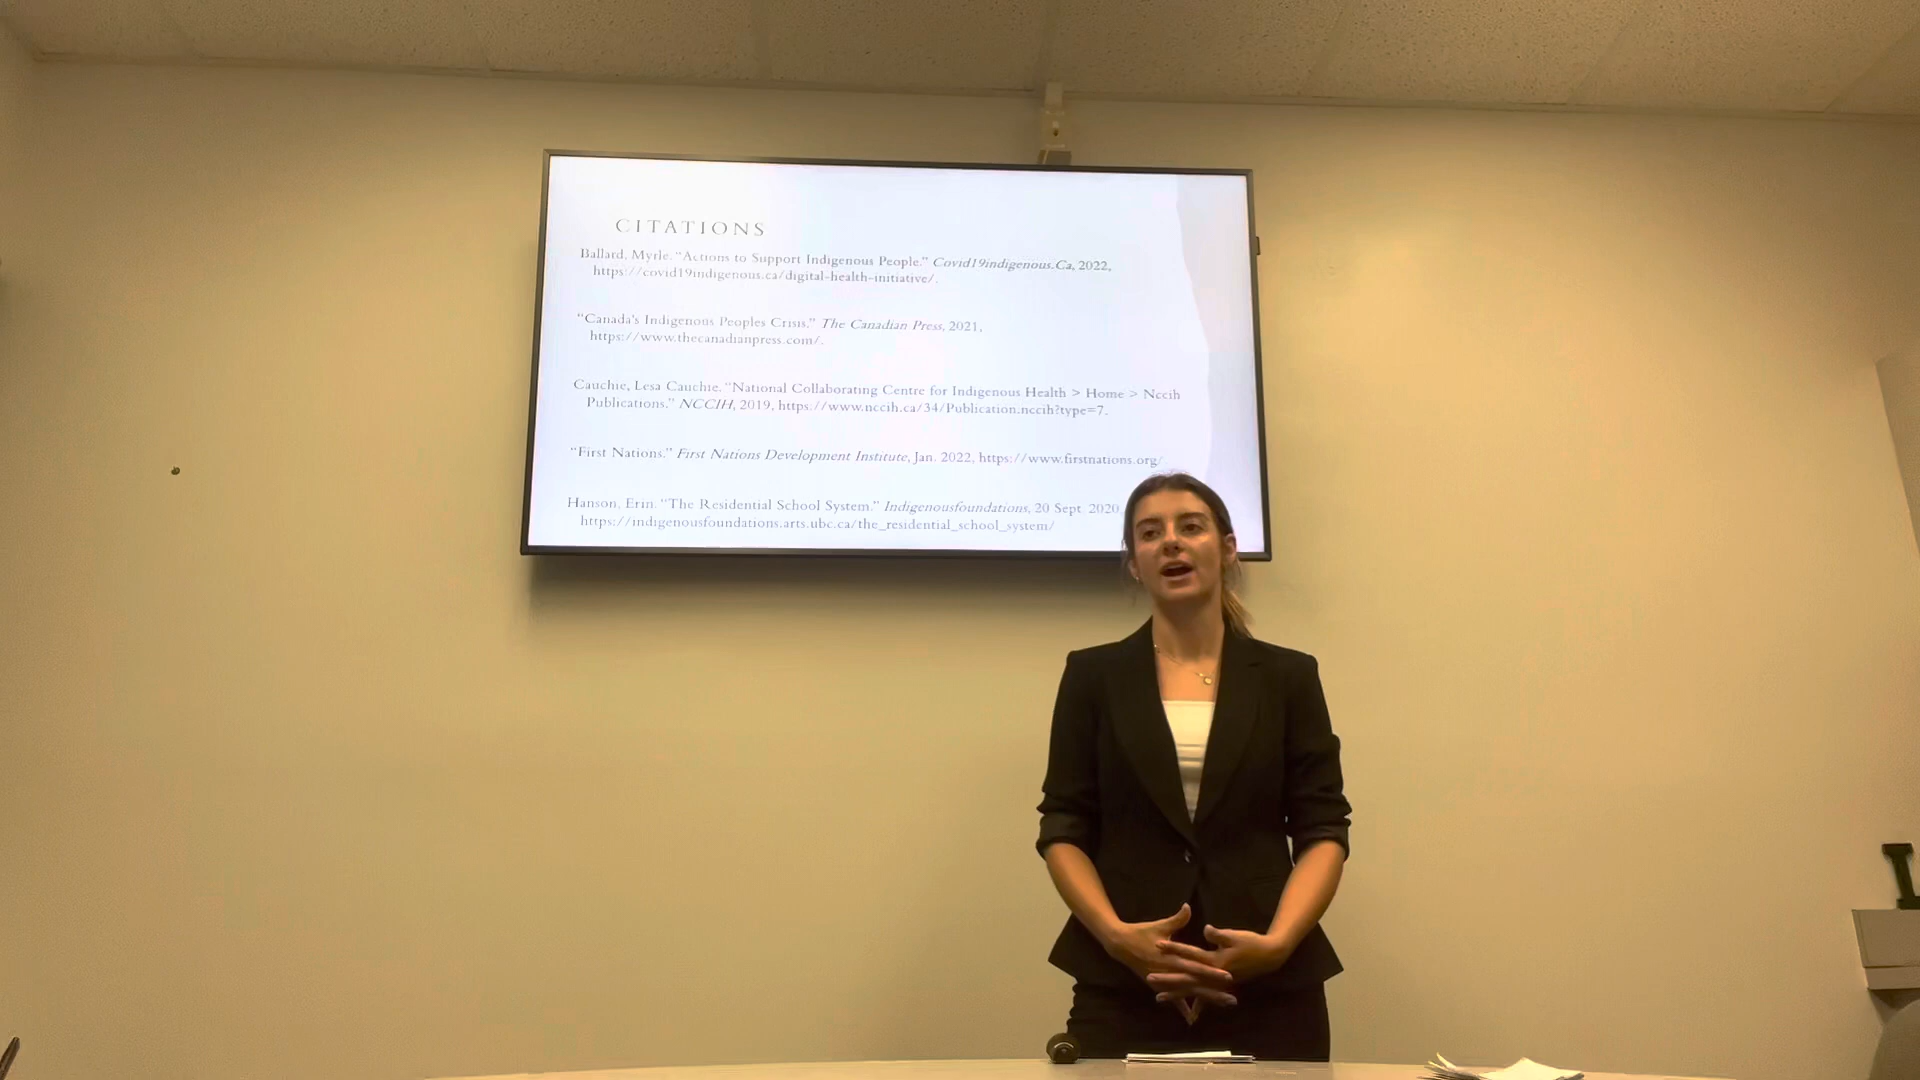 CITATIONS
Ballard, Myrle. “Actions to Support Indigenous People.” Covid19indigenous.Ca, 2022,
https://covid19indigenous.ca/digital-health-initiative/.
“Canada's Indigenous Peoples Crisis.” The Canadian Press, 2021,
https://www.thecanadianpress.com/.
Cauchie, Lesa Cauchie. “National Collaborating Centre for Indigenous Health > Home > Nccih
Publications.” NCCIH, 2019, https://www.nccih.ca/34/Publication.nccih?type=7.
“First Nations.” First Nations Development Institute, Jan. 2022, https://www.firstnations.org/
Hanson, Erin. “The Residential School System.” Indigenousfoundations, 20 Sept. 2020
https://indigenousfoundations.arts.ubc.ca/the_residential_school_system/